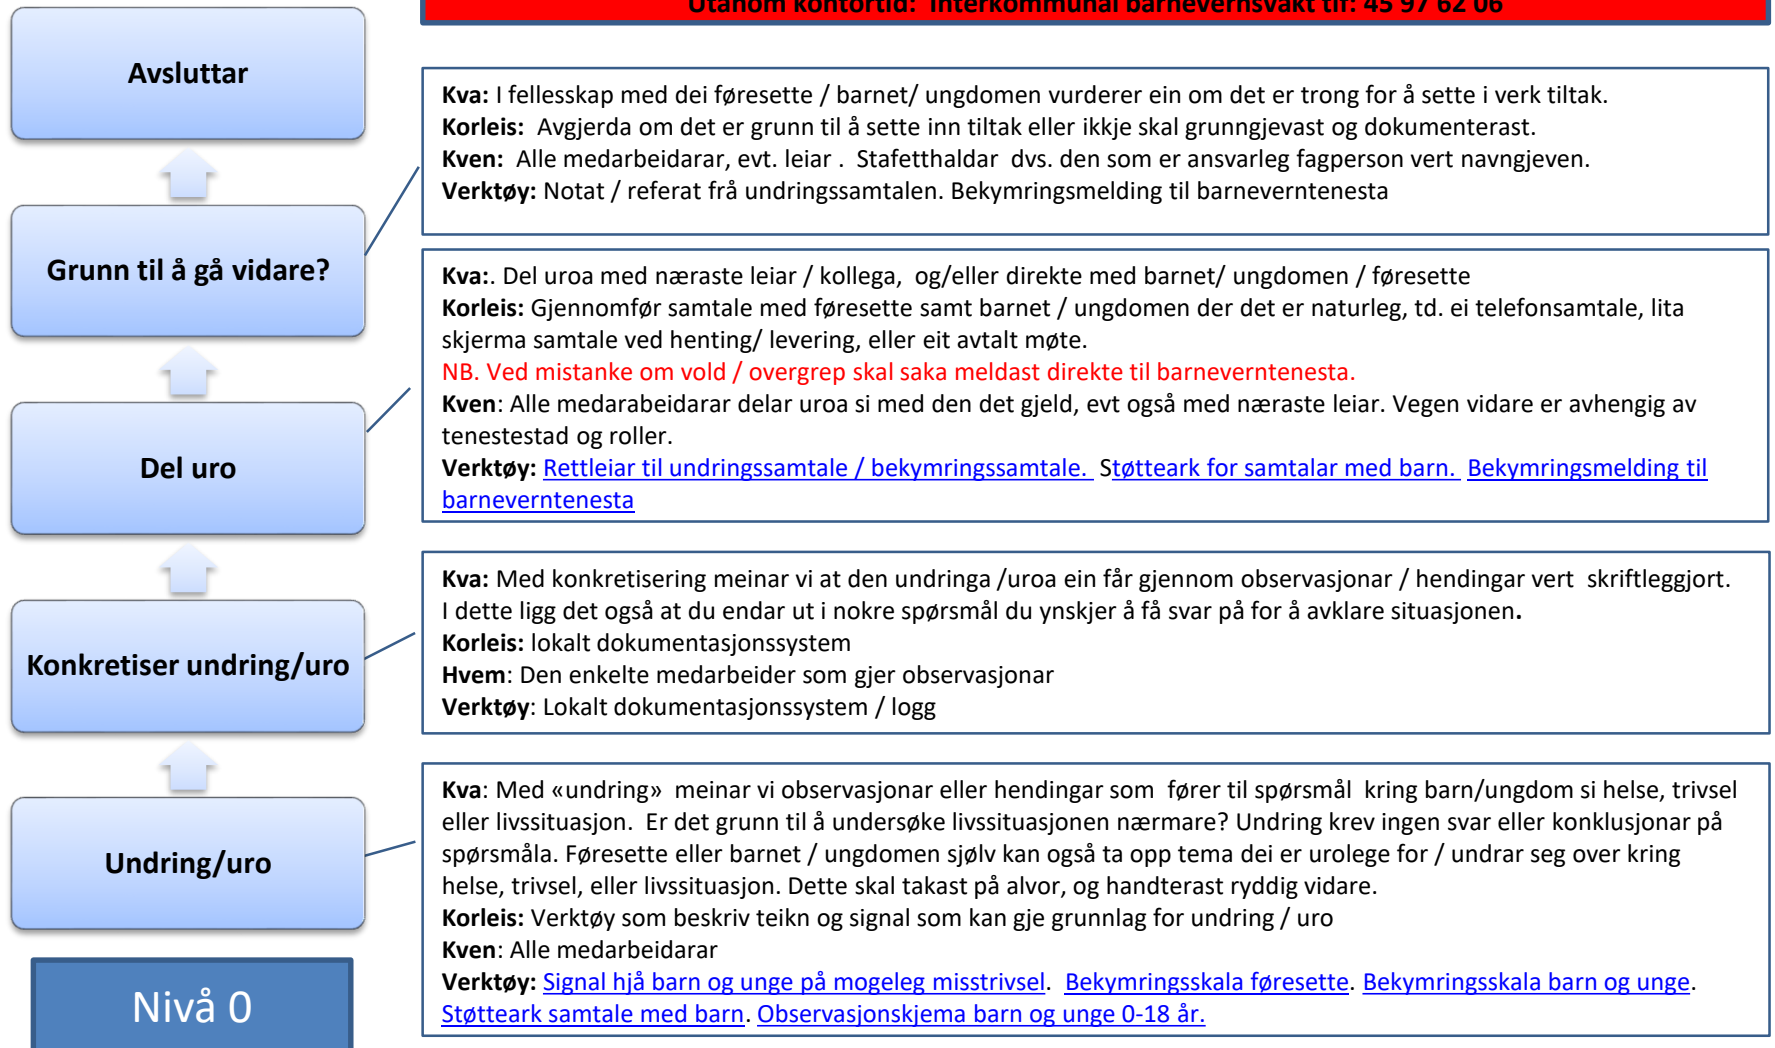 Utanom kontortid: Interkommunal barnevernsvakt tlf: 45 97 62 06
Avsluttar
Kva: I fellesskap med dei føresette / barnet/ ungdomen vurderer ein om det er trong for å sette i verk tiltak.
Korleis: Avgjerda om det er grunn til å sette inn tiltak eller ikkje skal grunngjevast og dokumenterast.
Kven: Alle medarbeidarar, evt. leiar . Stafetthaldar dvs. den som er ansvarleg fagperson vert navngjeven.
Verktøy: Notat / referat frå undringssamtalen. Bekymringsmelding til barneverntenesta
Grunn til å gå vidare?
Kva:. Del uroa med næraste leiar / kollega, og/eller direkte med barnet/ ungdomen / føresette
Korleis: Gjennomfør samtale med føresette samt barnet / ungdomen der det er naturleg, td. ei telefonsamtale, lita
skjerma samtale ved henting/ levering, eller eit avtalt møte.
NB. Ved mistanke om vold / overgrep skal saka meldast direkte til barneverntenesta.
Kven: Alle medarabeidarar delar uroa si med den det gjeld, evt også med næraste leiar. Vegen vidare er avhengig av
tenestestad og roller.
Verktøy: Rettleiar til undringssamtale / bekymringssamtale. Støtteark for samtalar med barn. Bekymringsmelding til
barneverntenesta
Del uro
Kva: Med konkretisering meinar vi at den undringa /uroa ein får gjennom observasjonar / hendingar vert skriftleggjort.
I dette ligg det også at du endar ut i nokre spørsmål du ynskjer å få svar på for å avklare situasjonen.
Korleis: lokalt dokumentasjonssystem
Hvem: Den enkelte medarbeider som gjer observasjonar
Verktøy: Lokalt dokumentasjonssystem / logg
Konkretiser undring/uro
Kva: Med «undring» meinar vi observasjonar eller hendingar som fører til spørsmål kring barn/ungdom si helse, trivsel
eller livssituasjon. Er det grunn til å undersøke livssituasjonen nærmare? Undring krev ingen svar eller konklusjonar på
spørsmåla. Føresette eller barnet / ungdomen sjølv kan også ta opp tema dei er urolege for / undrar seg over kring
helse, trivsel, eller livssituasjon. Dette skal takast på alvor, og handterast ryddig vidare.
Korleis: Verktøy som beskriv teikn og signal som kan gje grunnlag for undring / uro
Kven: Alle medarbeidarar
Verktøy: Signal hjå barn og unge på mogeleg misstrivsel. Bekymringsskala føresette. Bekymringsskala barn og unge.
Støtteark samtale med barn. Observasjonskjema barn og unge 0-18 år.
Undring/uro
Nivå 0